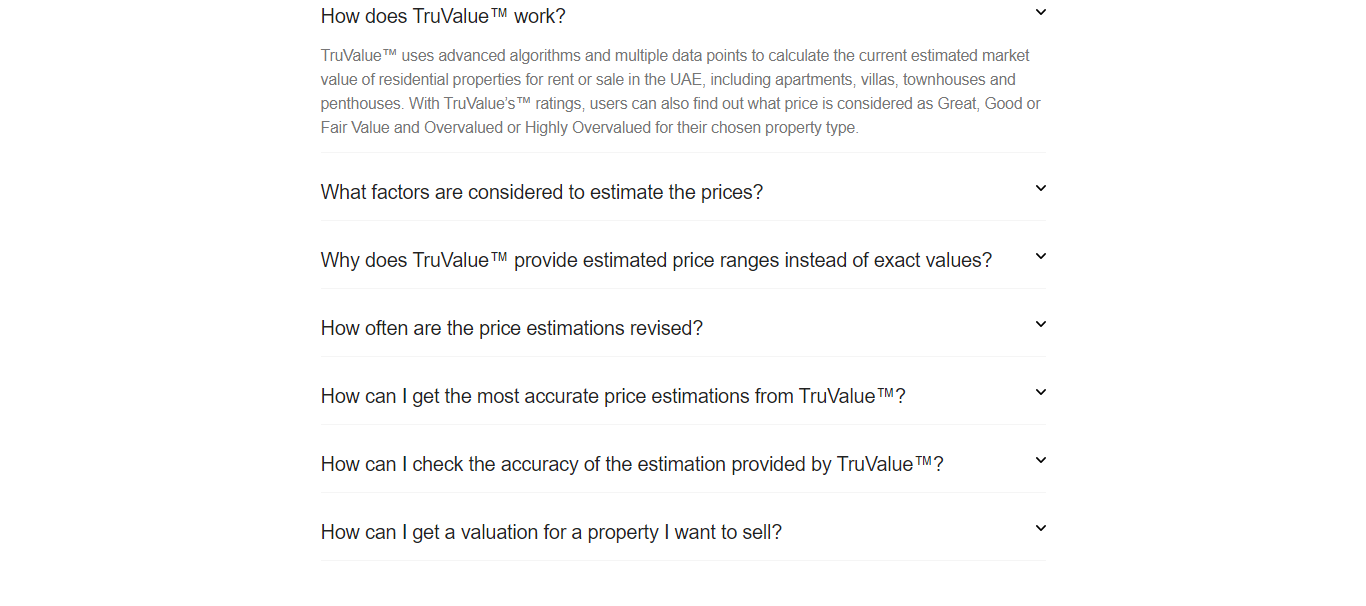 How does TruValue™ work?
TruValue™ uses advanced algorithms and multiple data points to calculate the current estimated market
value of residential properties for rent or sale in the UAE, including apartments, villas, townhouses and
penthouses. With TruValue’s™ ratings, users can also find out what price is considered as Great, Good or
Fair Value and Overvalued or Highly Overvalued for their chosen property type.
What factors are considered to estimate the prices?
Why does TruValue™ provide estimated price ranges instead of exact values?
How often are the price estimations revised?
How can I get the most accurate price estimations from TruValue™?
How can I check the accuracy of the estimation provided by TruValue™?
How can I get a valuation for a property I want to sell?